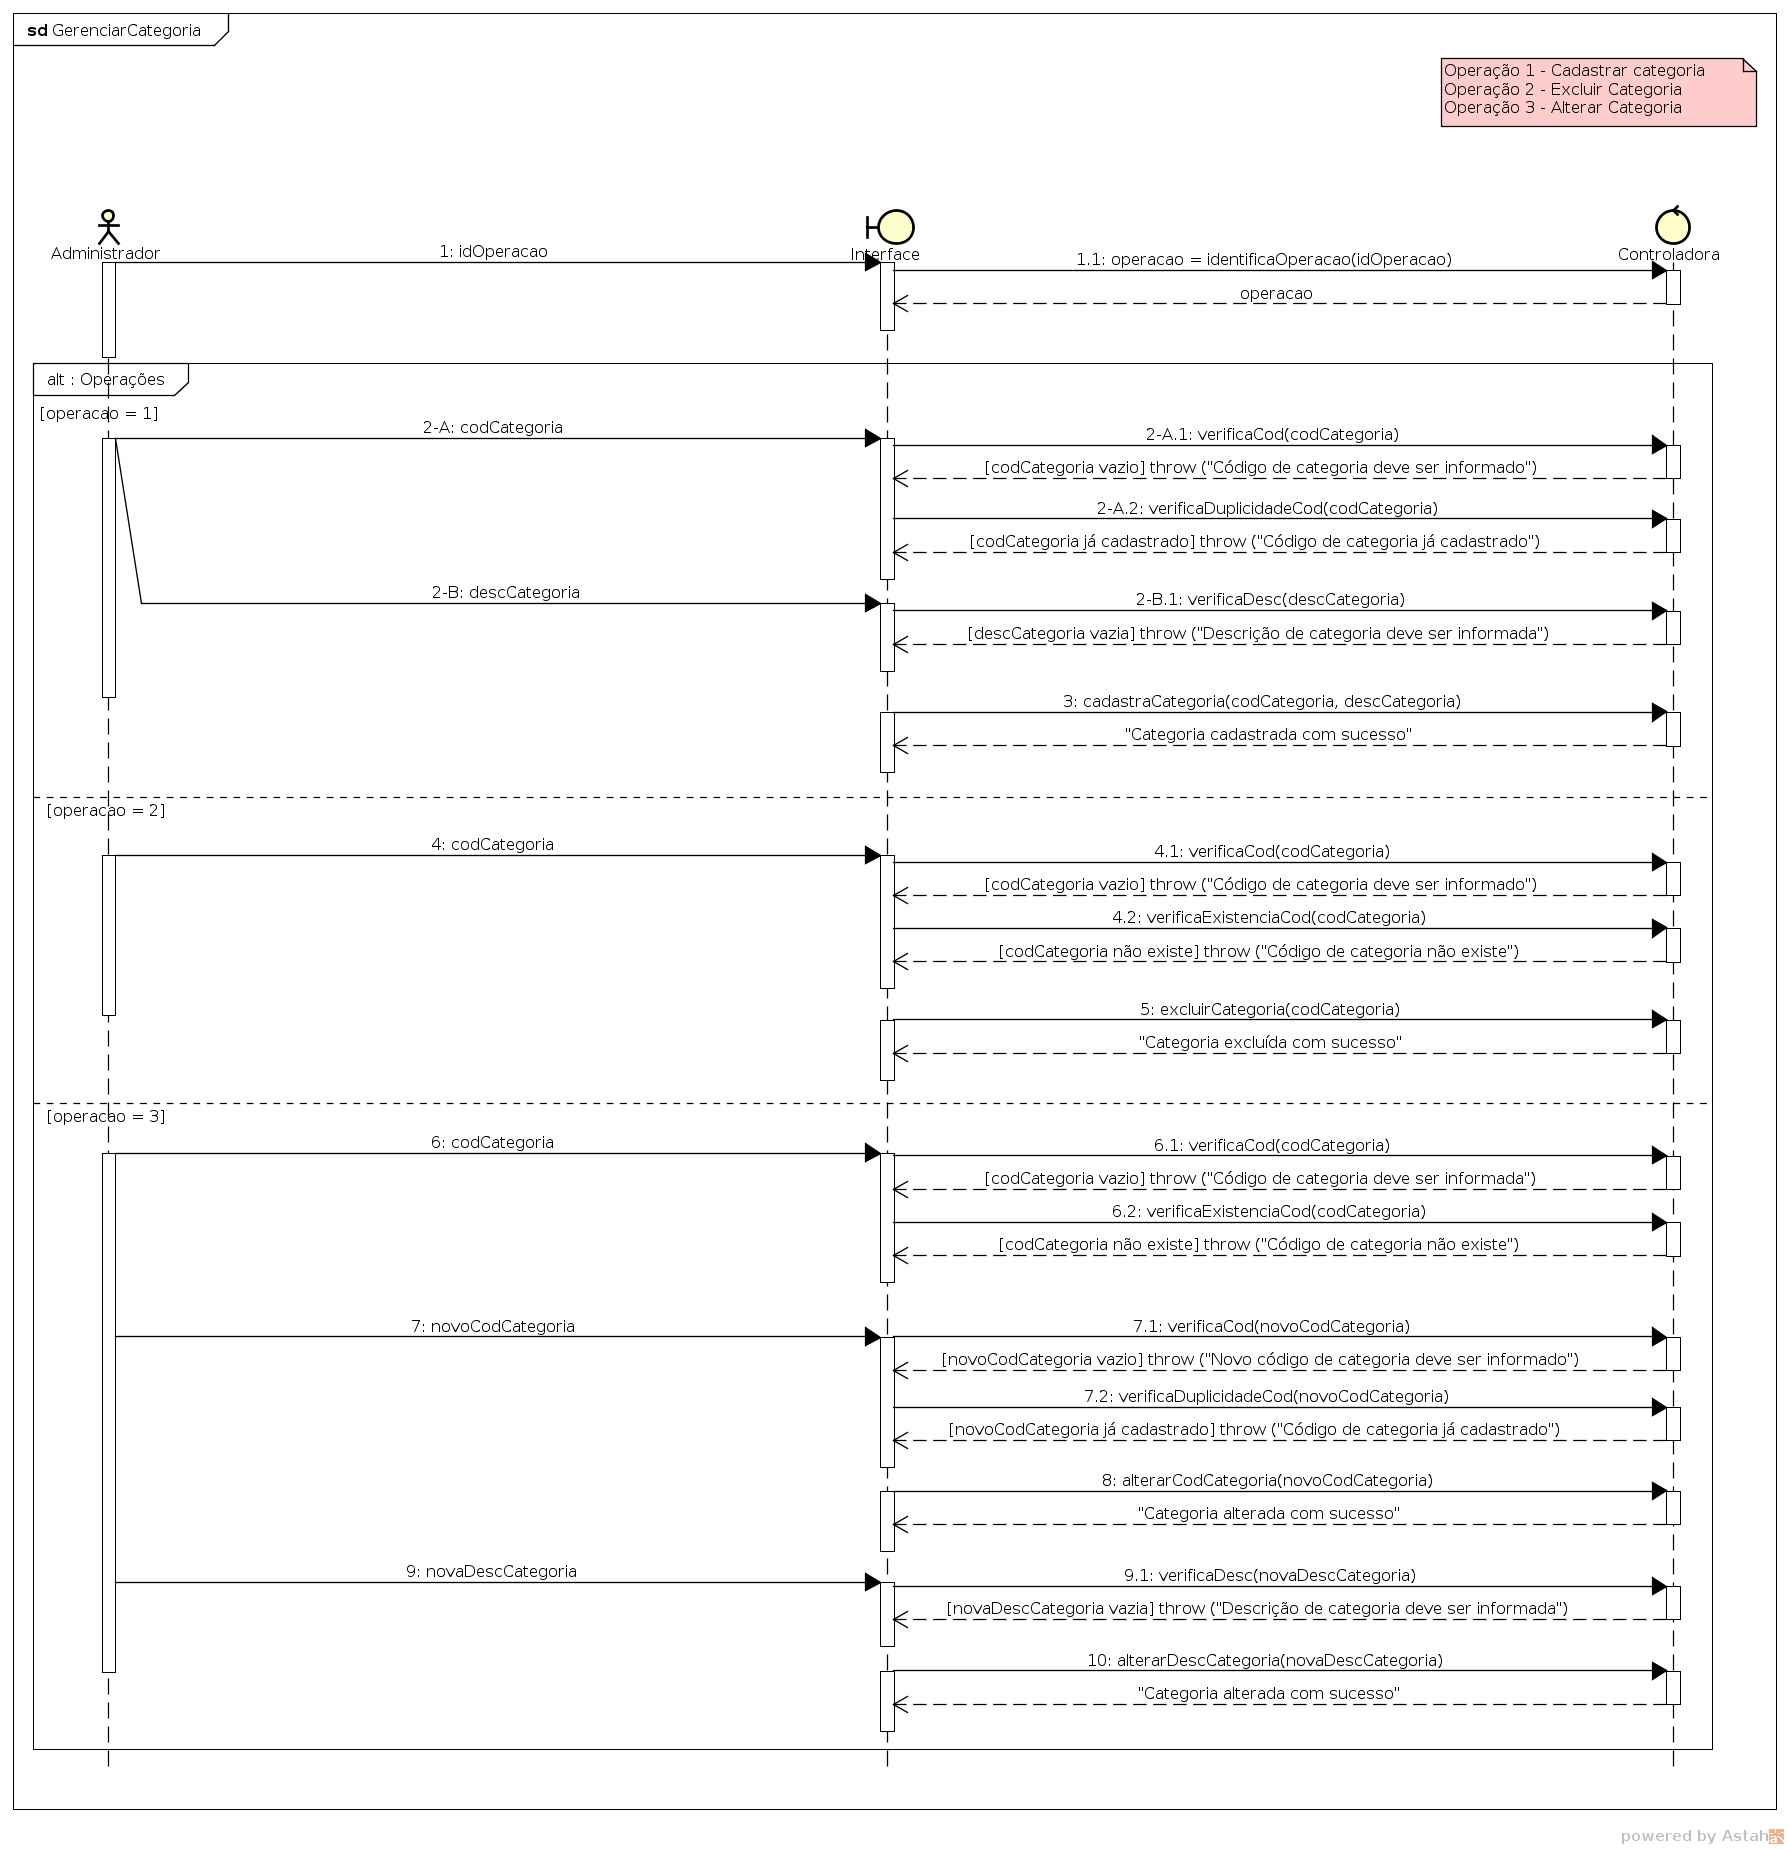 sd GerenciarCategoria
Operação 1 - Cadastrar categoria
Operação 2 - Excluir Categoria
Operação 3 - Alterar Categoria
Administrador
Interface
Controladora
1: idOperacao
1.1: operacao = identificaOperacao(idOperacao)
operacao
alt : Operações
[operacao = 1]
2-A: codCategoria
2-A.1: verificaCod(codCategoria)
[codCategoria vazio] throw ("Código de categoria deve ser informado")
2-A.2: verificaDuplicidadeCod(codCategoria)
[codCategoria já cadastrado] throw ("Código de categoria já cadastrado")
2-B: descCategoria
2-B.1: verificaDesc(descCategoria)
[descCategoria vazia] throw ("Descrição de categoria deve ser informada")
3: cadastraCategoria(codCategoria, descCategoria)
"Categoria cadastrada com sucesso"
[operacao = 2]
4: codCategoria
4.1: verificaCod(codCategoria)
[codCategoria vazio] throw ("Código de categoria deve ser informado")
4.2: verificaExistenciaCod(codCategoria)
[codCategoria não existe] throw ("Código de categoria não existe")
5: excluirCategoria(codCategoria)
"Categoria excluída com sucesso"
[operacao = 3]
6: codCategoria
6.1: verificaCod(codCategoria)
[codCategoria vazio] throw ("Código de categoria deve ser informada")
6.2: verificaExistenciaCod(codCategoria)
[codCategoria não existe] throw ("Código de categoria não existe")
7: novoCodCategoria
7.1: verificaCod(novoCodCategoria)
[novoCodCategoria vazio] throw ("Novo código de categoria deve ser informado")
7.2: verificaDuplicidadeCod(novoCodCategoria)
[novoCodCategoria já cadastrado] throw ("Código de categoria já cadastrado")
8: alterarCodCategoria(novoCodCategoria)
"Categoria alterada com sucesso"
9: novaDescCategoria
9.1: verificaDesc(novaDescCategoria)
[novaDescCategoria vazia] throw ("Descrição de categoria deve ser informada")
10: alterarDescCategoria(novaDescCategoria)
"Categoria alterada com sucesso"
powered by Astah